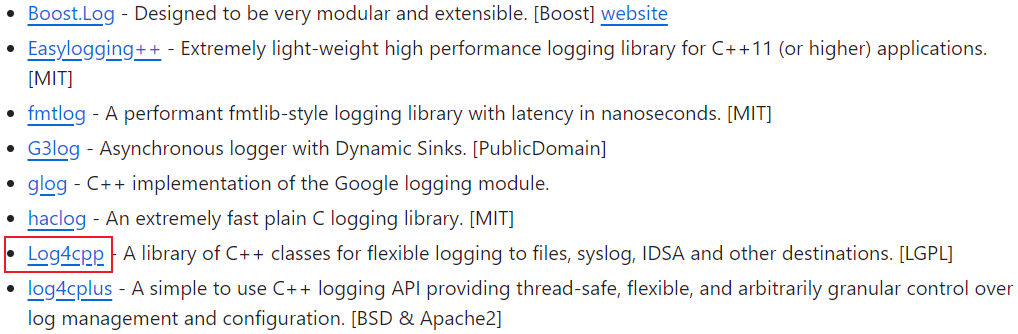 Boost.Log - Designed to be very modular and extensible. [Boost] website
Easylogging++ - Extremely light-weight high performance logging library for C++11 (or higher) applications.
[MIT]
fmtlog - A performant fmtlib-style logging library with latency in nanoseconds. [MIT]
G3log - Asynchronous logger with Dynamic Sinks. [PublicDomain]
glog - C++ implementation of the Google logging module.
haclog - An extremely fast plain C logging library. [MIT]
Log4cpp - A library of C++ classes for flexible logging to files, syslog, IDSA and other destinations. [LGPL]
log4cplus - A simple to use C++ logging API providing thread-safe, flexible, and arbitrarily granular control over
log management and configuration. [BSD & Apache2]